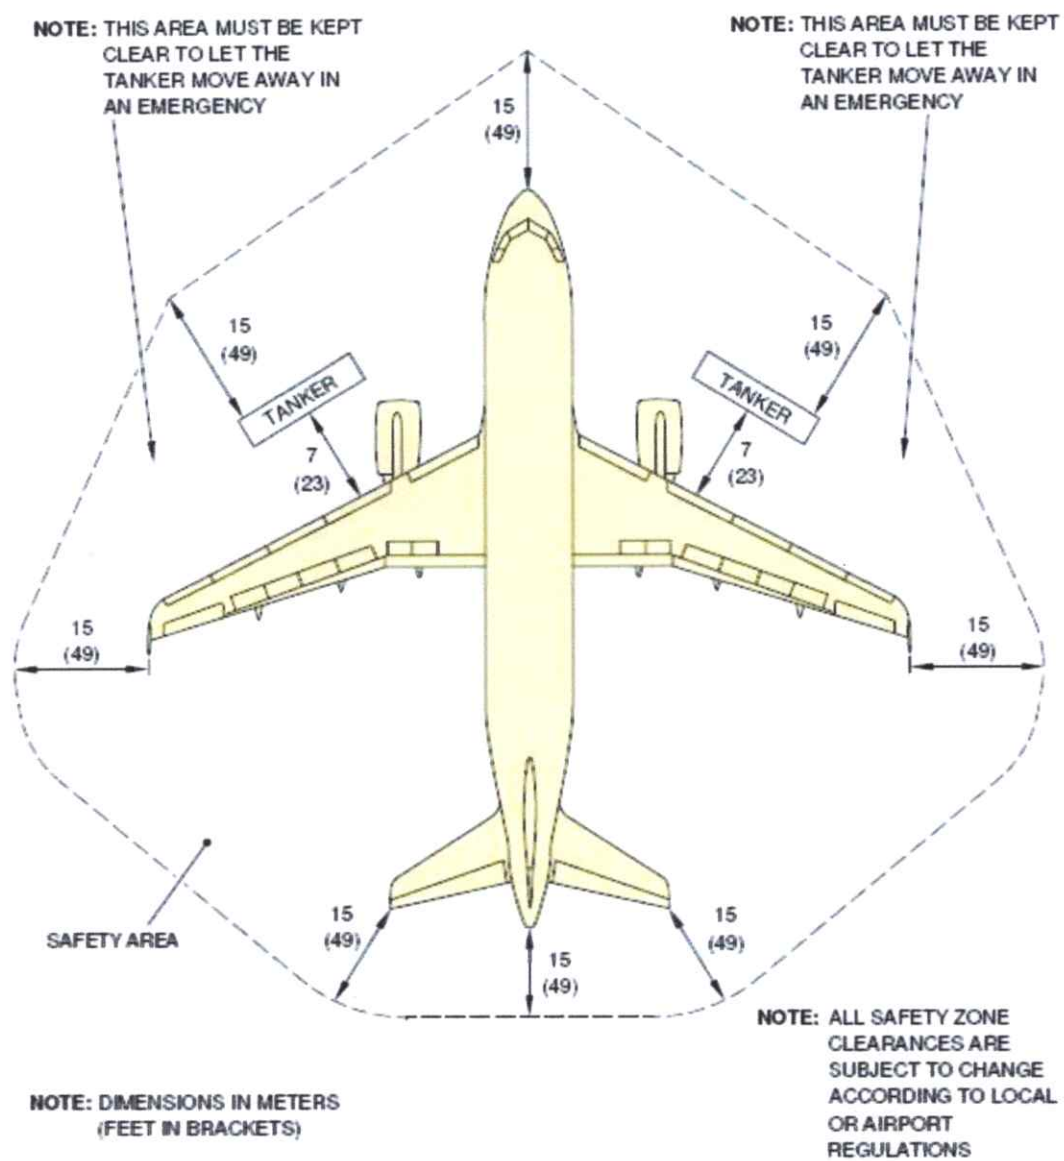 NOTE: THIS AREA MUST BE KEPT
CLEAR TO LET THE
TANKER MOVE AWAY IN
AN EMERGENCY
NOTE: THIS AREA MUST BE KEPT
CLEAR TO LET THE
TANKER MOVE AWAY IN
AN EMERGENCY
15
(49)
15
(49)
15
(49)
TANKER
TANKER
7
(23)
7
(23)
15
(49)
15
(49)
SAFETY AREA
15
(49)
15
(49)
15
(49)
NOTE: DIMENSIONS IN METERS
(FEET IN BRACKETS)
NOTE: ALL SAFETY ZONE
CLEARANCES ARE
SUBJECT TO CHANGE
ACCORDING TO LOCAL
OR AIRPORT
REGULATIONS